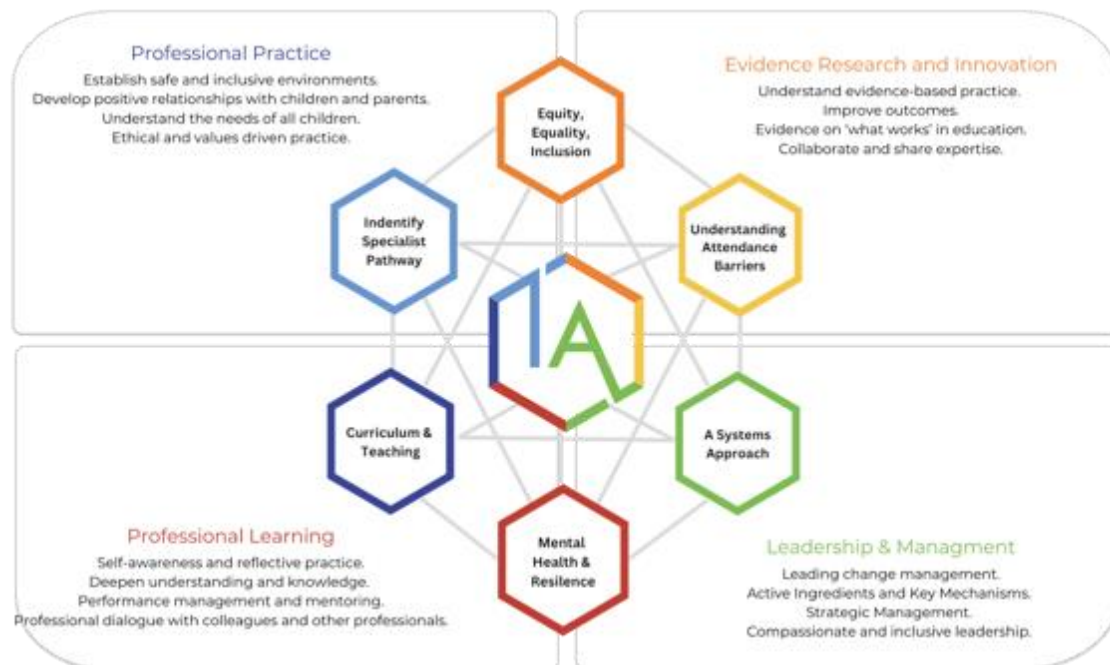 Professional Practice
Establish safe and inclusive environments.
Develop positive relationships with children and parents.
Understand the needs of all children.
Ethical and values driven practice.
Evidence Research and Innovation
Understand evidence-based practice.
Improve outcomes.
Evidence on 'what works' in education.
Collaborate and share expertise.
Equity,
Equality,
Inclusion
Indentify
Specialist
Pathway
Understanding
Attendance
Barriers
1A
Curriculum &
Teaching
A Systems
Approach
Mental
Health &
Resilence
Professional Learning
Self-awareness and reflective practice.
Deepen understanding and knowledge.
Performance management and mentoring.
Professional dialogue with colleagues and other professionals.
Leadership & Managment
Leading change management.
Active Ingredients and Key Mechanisms.
Strategic Management.
Compassionate and inclusive leadership.